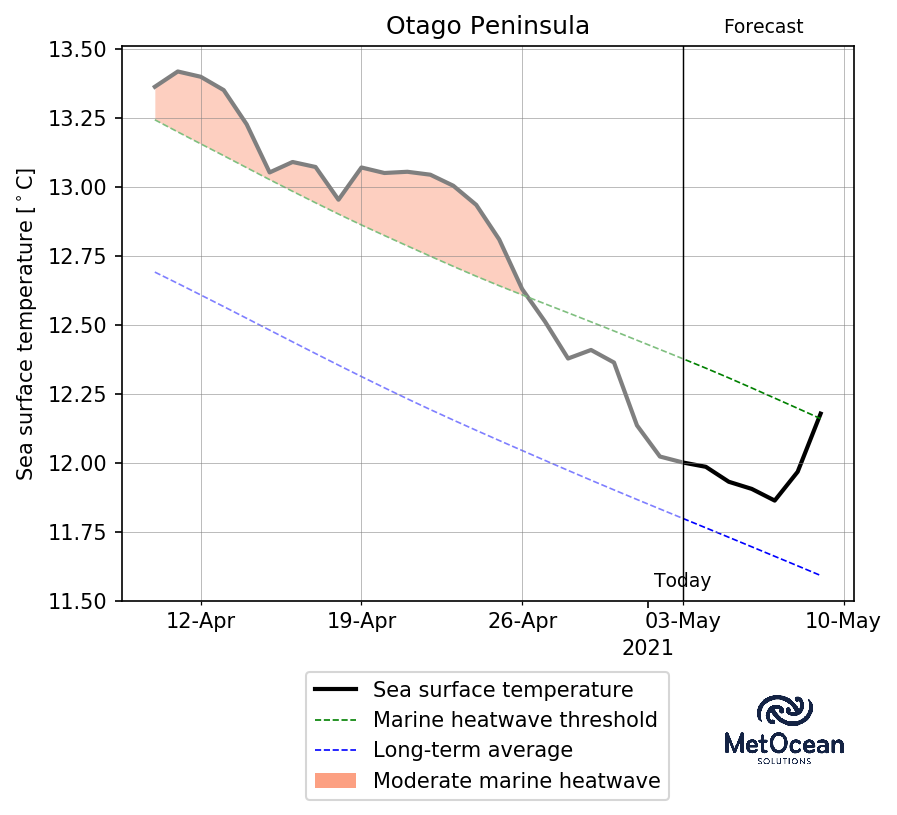 Otago Peninsula
Forecast
Sea surface temperature [ ° C]
13.50
13.25
13.00
12.75
12.50
12.25
12.00
11.75
11.50
Today
12-Apr
19-Apr
26-Apr
03-May
10-May
2021
Sea surface temperature
Marine heatwave threshold
Long-term average
Moderate marine heatwave
MetOcean
SOLUTIONS